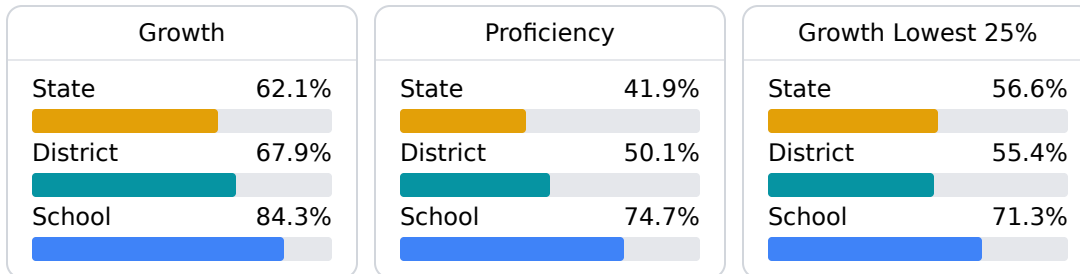 Growth
State 62.1%
District 67.9%
School 84.3%
Proficiency
State 41.9%
District 50.1%
School 74.7%
Growth Lowest 25%
State 56.6%
District 55.4%
School 71.3%